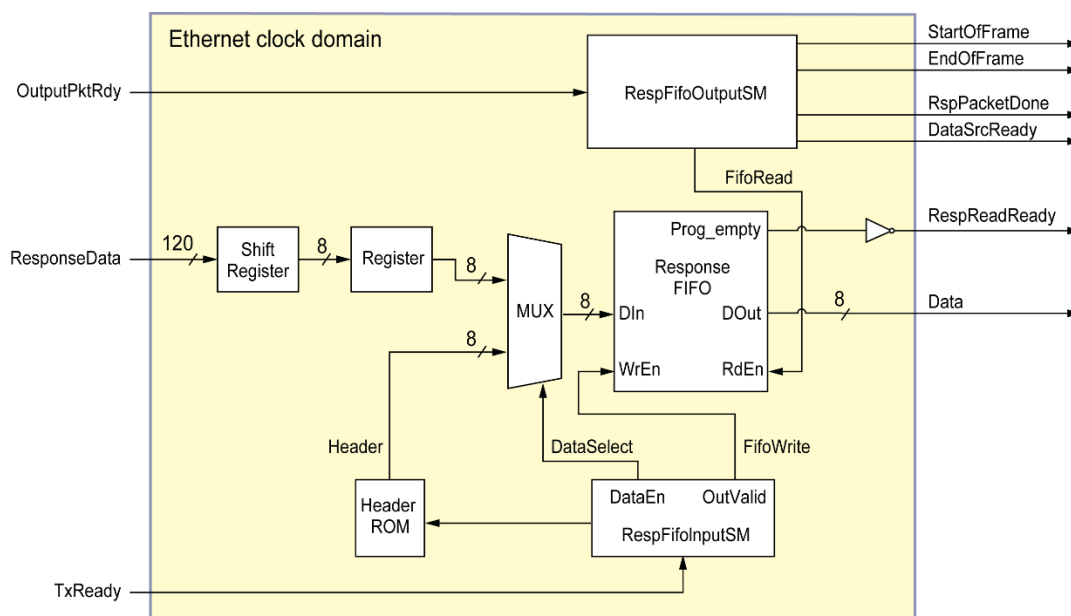 Ethernet clock domain
StartOfFrame
EndOfFrame
OutputPktRdy
RespFifoOutputSM
RspPacketDone
DataSrcReady
FifoRead
Prog_empty
RespReadReady
ResponseData
120
Shift
Register
8
Register
8
MUX
8
Response
FIFO
DIn
DOut
8
Data
8
WrEn
RdEn
Header
DataSelect
FifoWrite
Header
ROM
DataEn
OutValid
RespFifoInputSM
TxReady